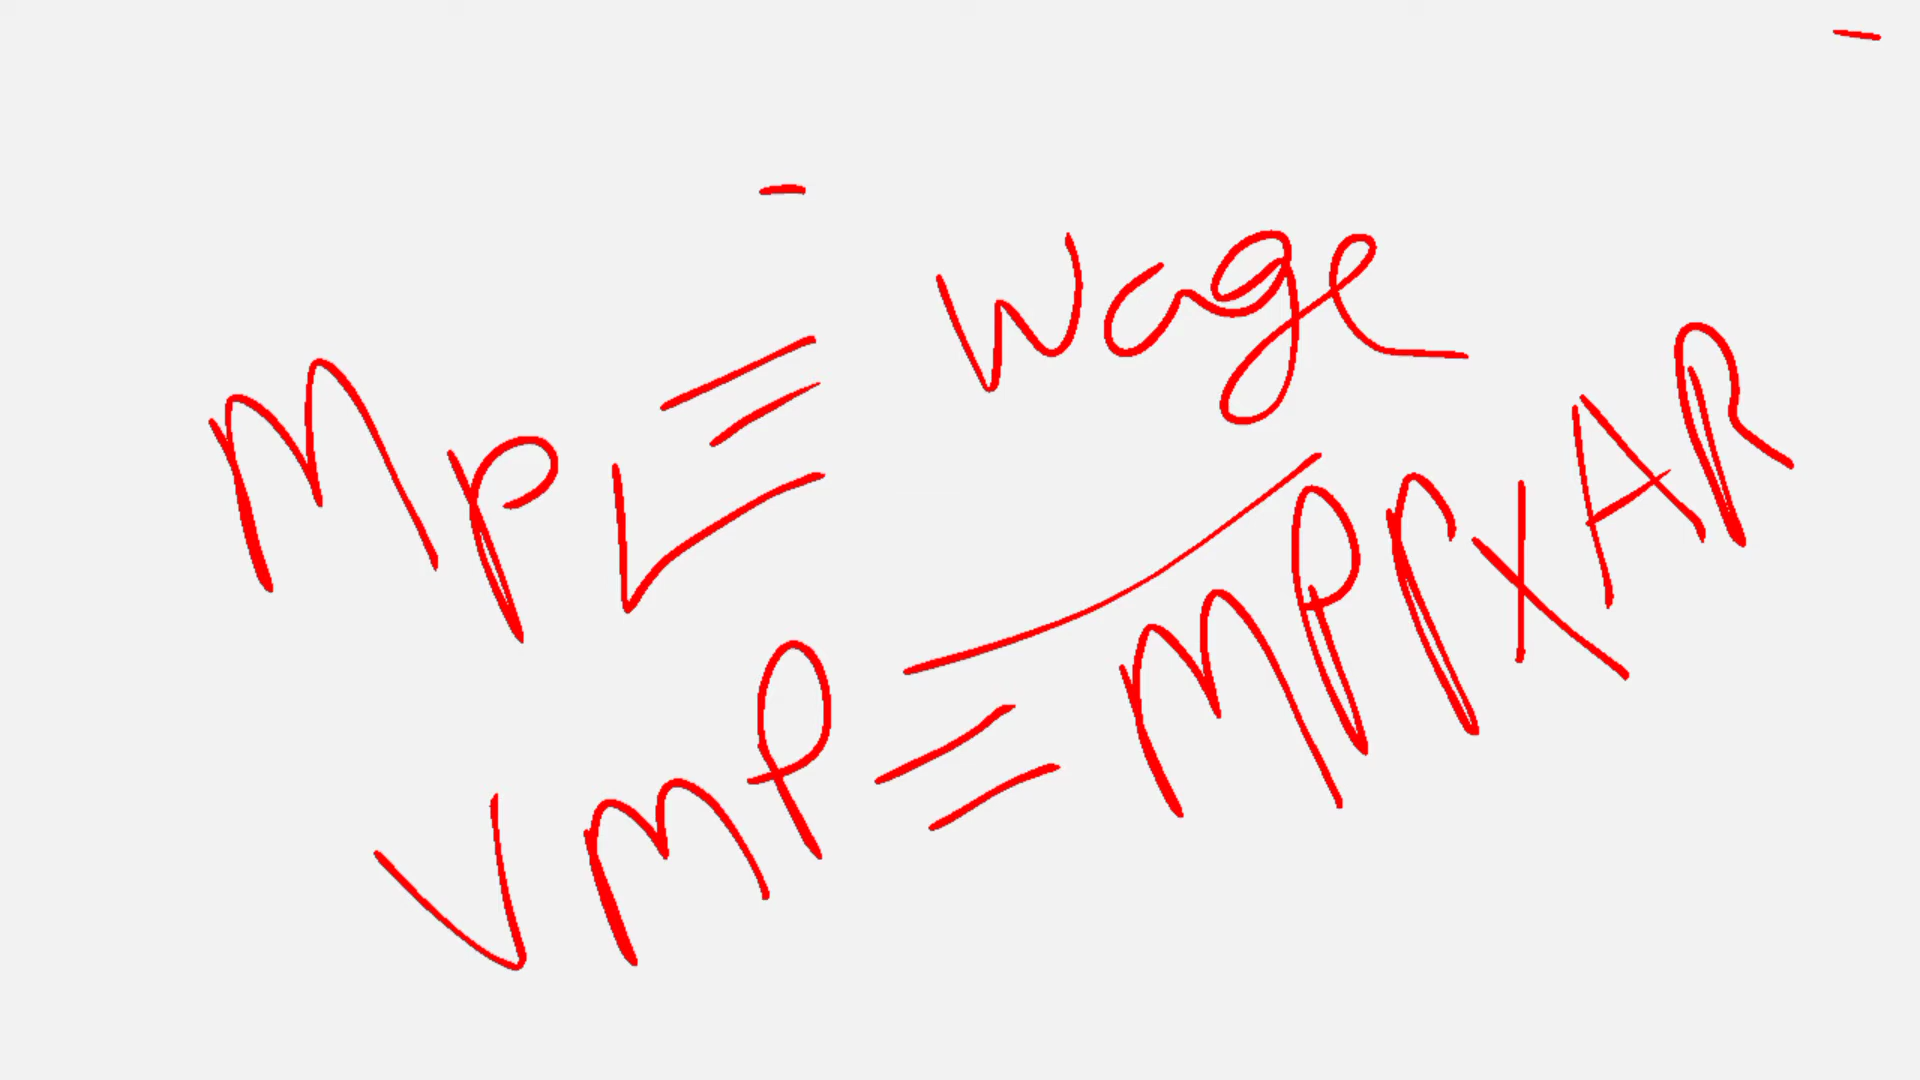 MPL = wage
VMP = MPP X AR